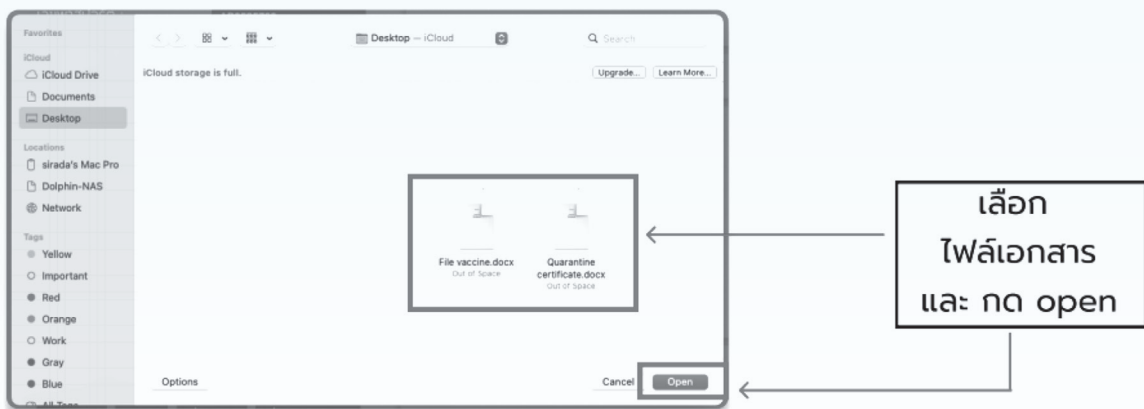 Favorites
iCloud
iCloud Drive
Documents
Desktop
Locations
sirada's Mac Pro
Dolphin-NAS
Network
Tags
Yellow
Important
Red
Orange
Work
Gray
Blue
All Tags
Desktop — iCloud
Search
iCloud storage is full.
Upgrade...
Learn More...
File vaccine.docx
Out of Space
Quarantine
certificate.docx
Out of Space
Options
Cancel
Open
เลือก
ไฟล์เอกสาร
และ กด open